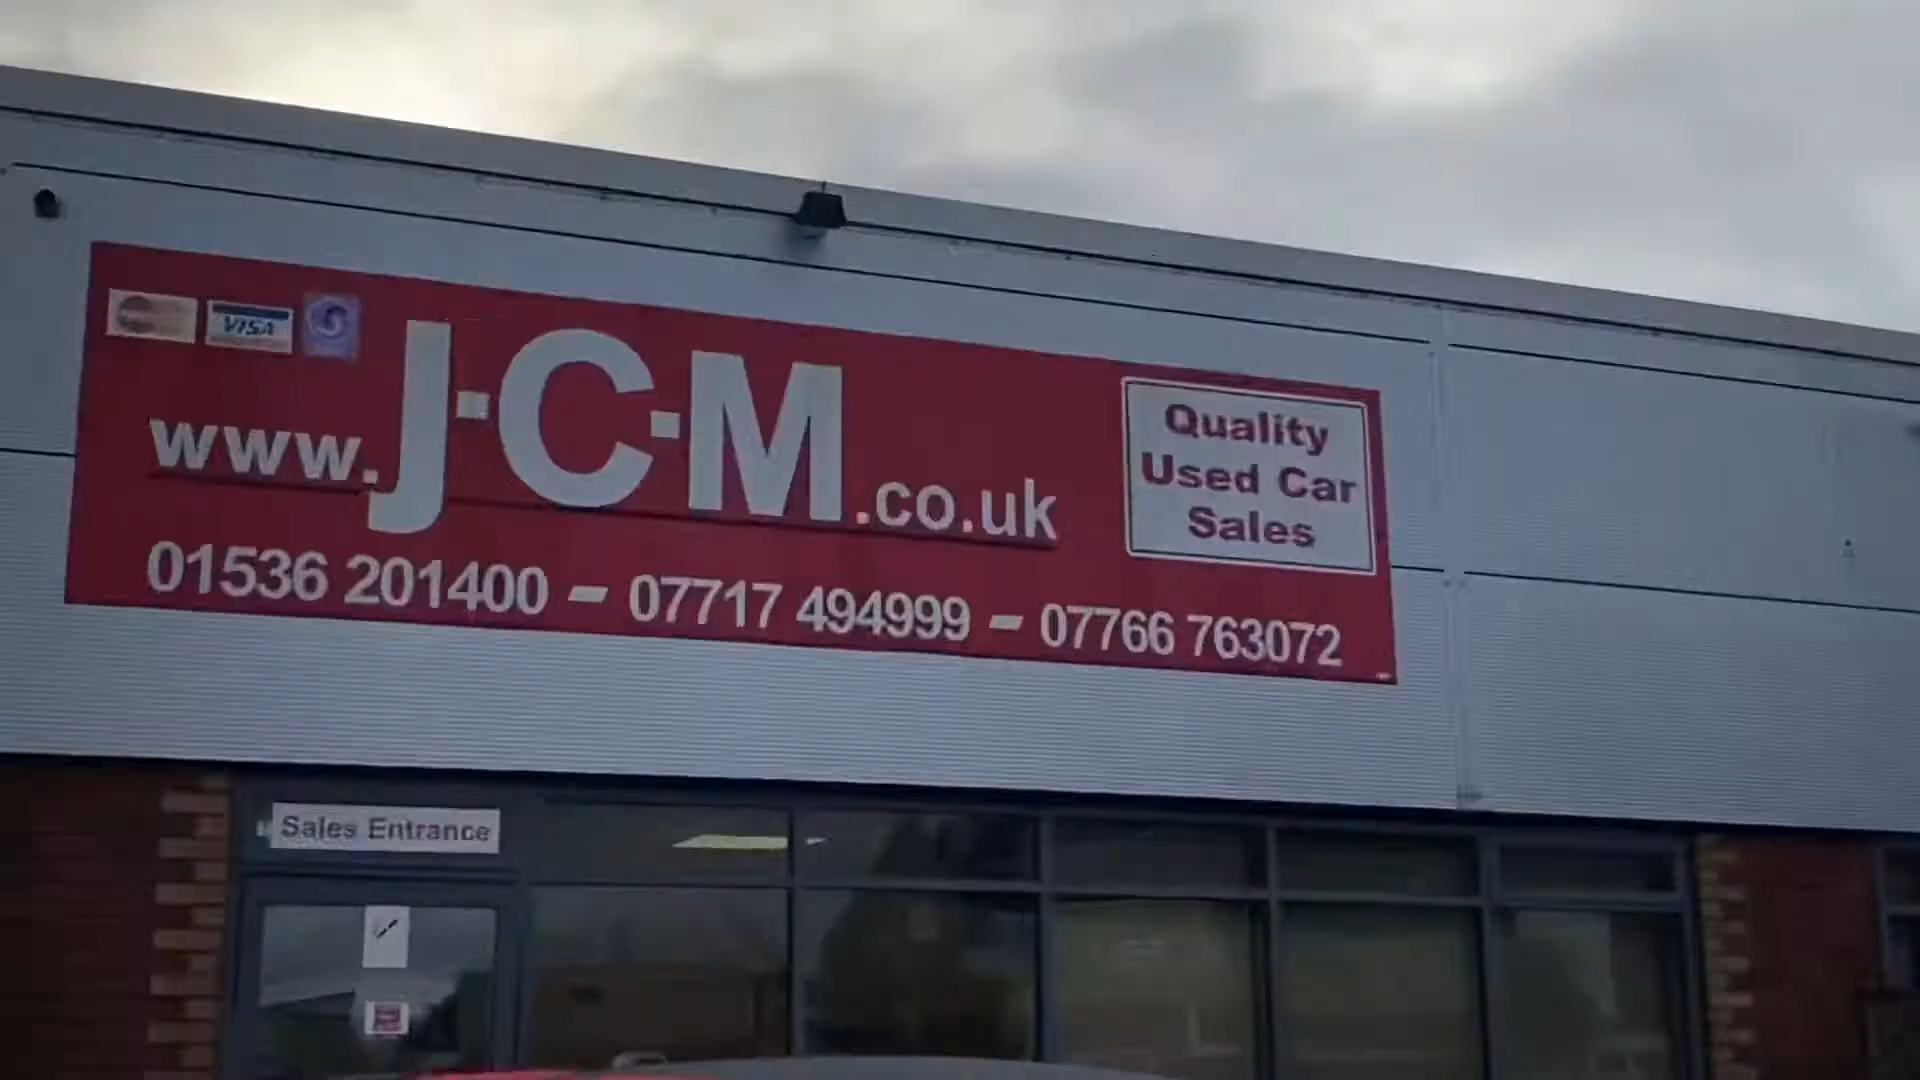 VISA
www.J·C·M.co.uk
Quality
Used Car
Sales
01536 201400 – 07717 494999 – 07766 763072
Sales Entrance